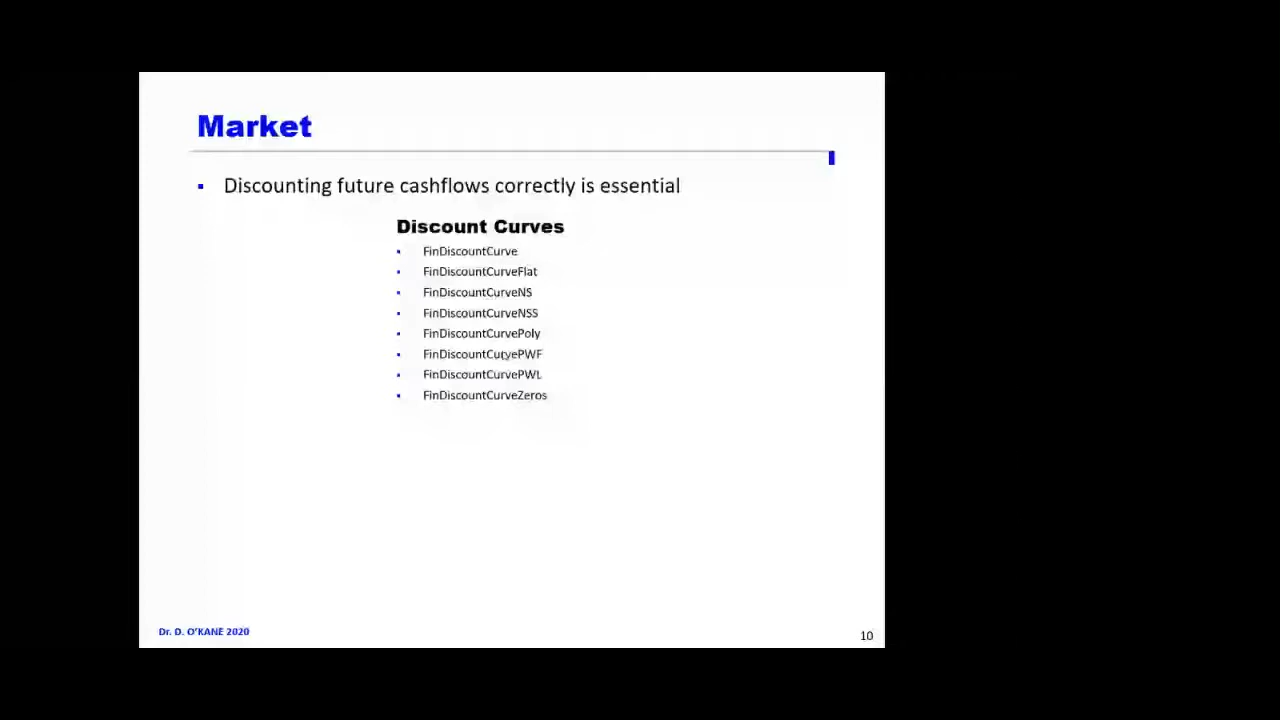 Market
▪ Discounting future cashflows correctly is essential
Discount Curves
▪ FinDiscountCurve
▪ FinDiscountCurveFlat
▪ FinDiscountCurveNS
▪ FinDiscountCurveNSS
▪ FinDiscountCurvePoly
▪ FinDiscountCurvePWF
▪ FinDiscountCurvePWL
▪ FinDiscountCurveZeros
Dr. D. O'KANE 2020
10